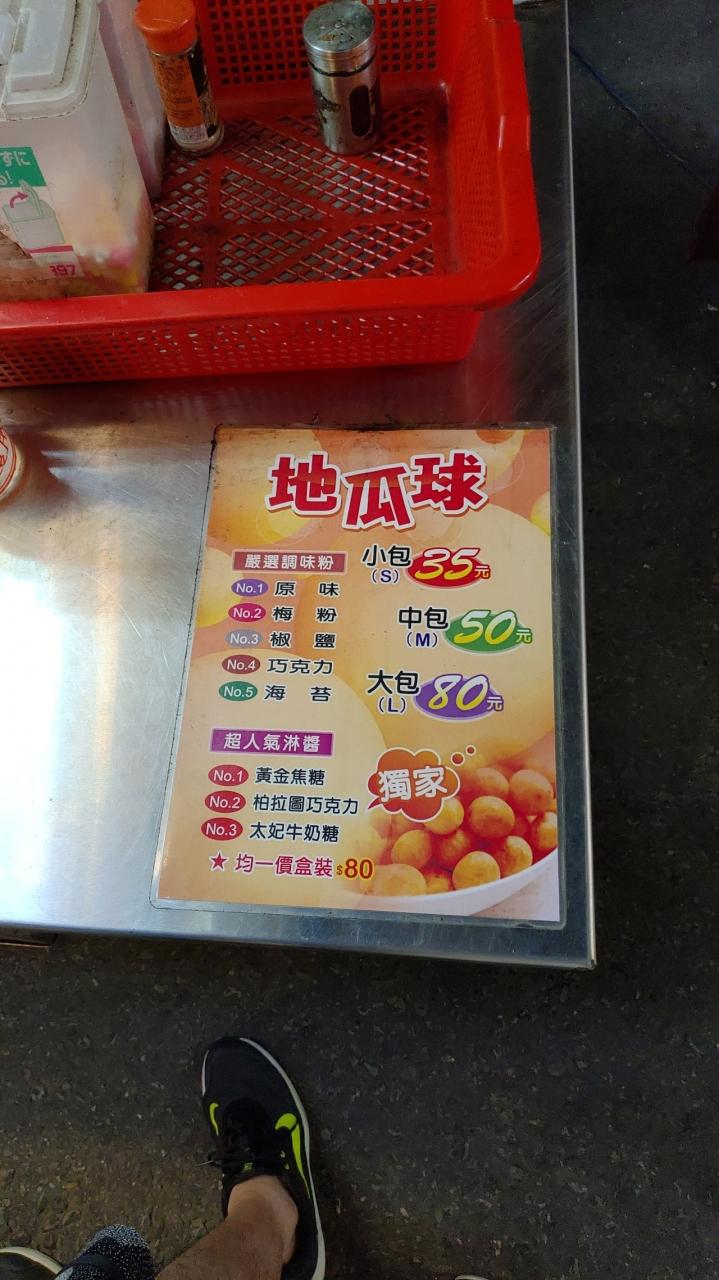 ずに
!
397
地瓜球
嚴選調味粉
No.1 原 味
No.2 梅 粉
No.3 椒 鹽
No.4 巧克力
No.5 海 苔
小包 35元
(S)
中包 50元
(M)
大包 80元
(L)
超人氣淋醬
No.1 黃金焦糖
No.2 柏拉圖巧克力
No.3 太妃牛奶糖
獨家
★ 均一價盒裝 $80